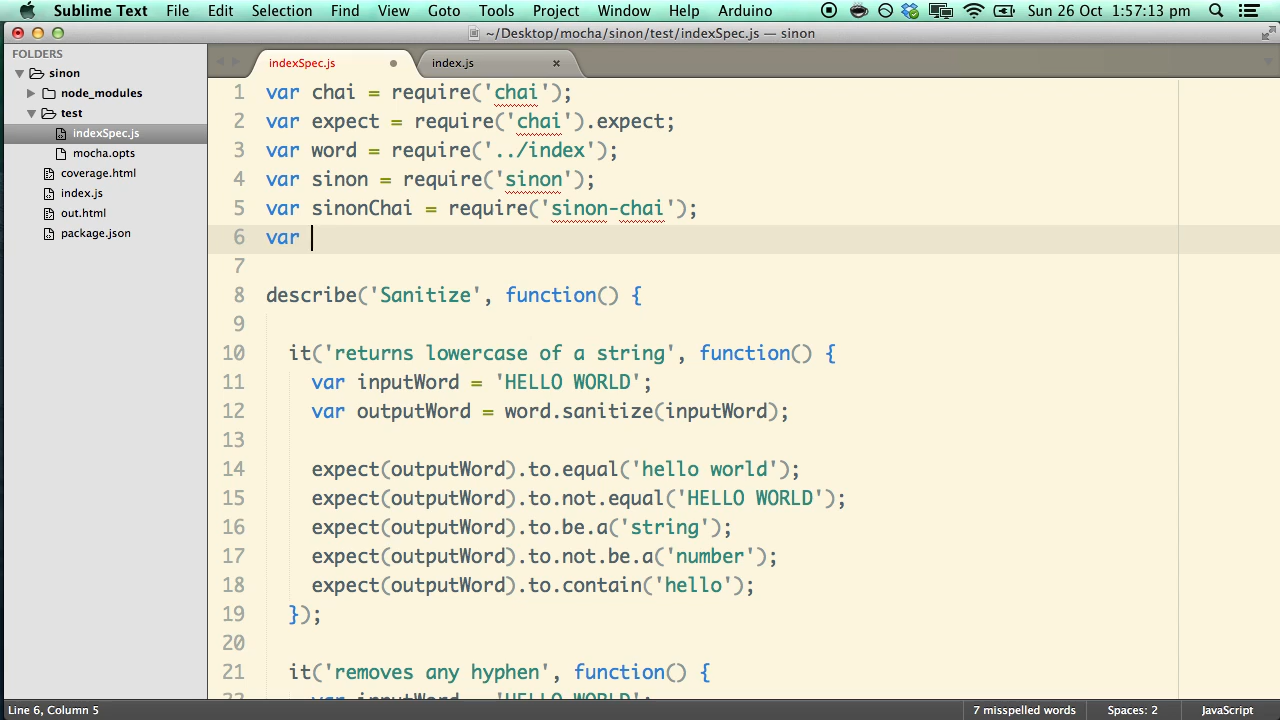 Sublime Text File Edit Selection Find View Goto Tools Project Window Help Arduino Sun 26 Oct 1:57:13 pm
~/Desktop/mocha/sinon/test/indexSpec.js — sinon
FOLDERS
sinon
node_modules
test
indexSpec.js
mocha.opts
coverage.html
index.js
out.html
package.json
indexSpec.js index.js
1 var chai = require('chai');
2 var expect = require('chai').expect;
3 var word = require('../index');
4 var sinon = require('sinon');
5 var sinonChai = require('sinon-chai');
6 var
7
8 describe('Sanitize', function() {
9
10 it('returns lowercase of a string', function() {
11 var inputWord = 'HELLO WORLD';
12 var outputWord = word.sanitize(inputWord);
13
14 expect(outputWord).to.equal('hello world');
15 expect(outputWord).to.not.equal('HELLO WORLD');
16 expect(outputWord).to.be.a('string');
17 expect(outputWord).to.not.be.a('number');
18 expect(outputWord).to.contain('hello');
19 });
20
21 it('removes any hyphen', function() {
22 var inputWord = 'HELLO WORLD';
Line 6, Column 5 7 misspelled words Spaces: 2 JavaScript